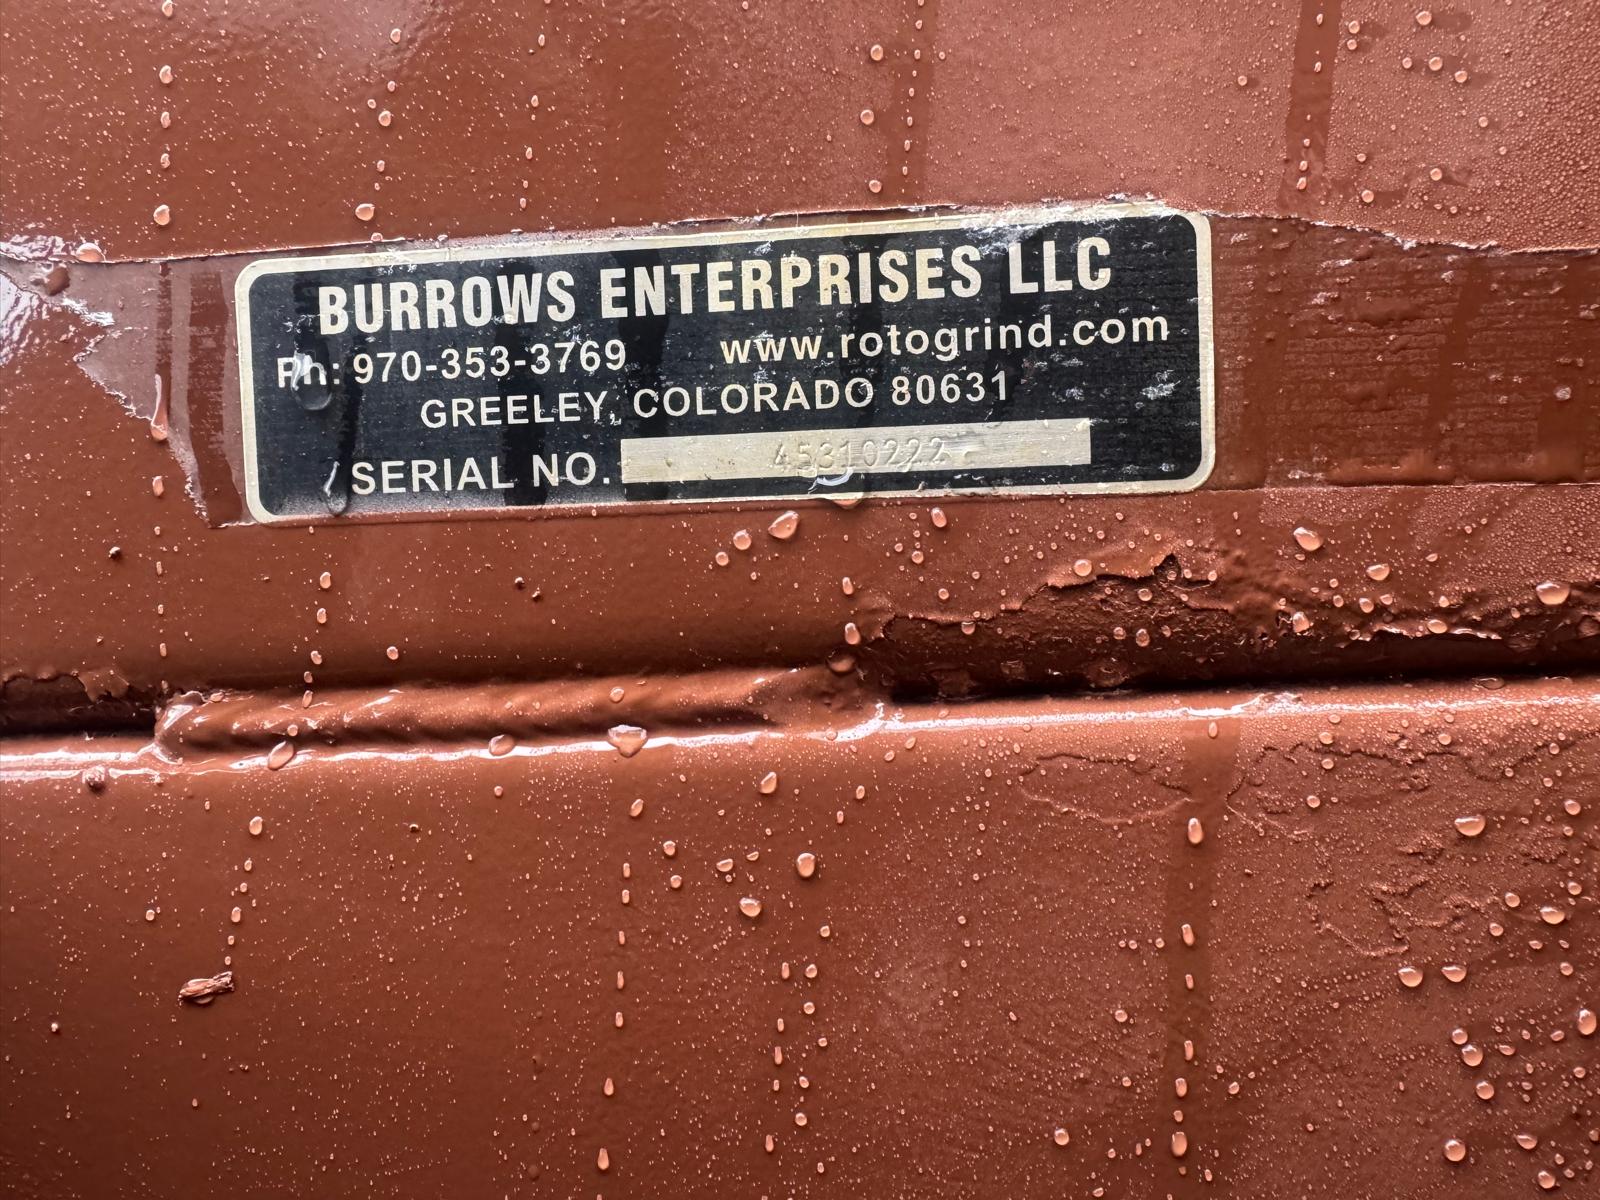 BURROWS ENTERPRISES LLC
Ph: 970-353-3769 www.rotogrind.com
GREELEY, COLORADO 80631
SERIAL NO. 45310222